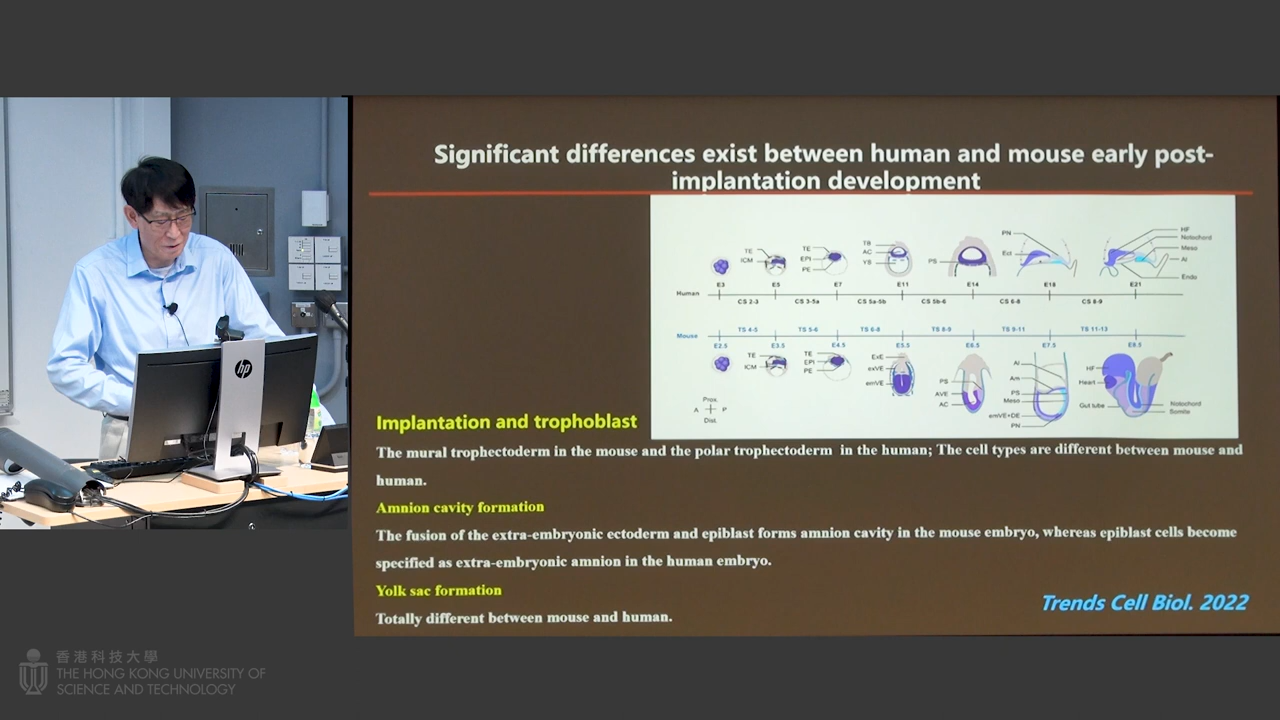 Significant differences exist between human and mouse early post-
implantation development
TE
ICM
TE
EPI
PE
TB
AC
YS
PS
PN
Ect
HF
Notochord
Meso
Al
Endo
E3
E5
E7
E11
E14
E18
E21
Human
CS 2-3
CS 3-5a
CS 5a-5b
CS 5b-6
CS 6-8
CS 8-9
Mouse
TS 4-5
TS 5-6
TS 6-8
TS 8-9
TS 9-11
TS 11-13
E2.5
E3.5
E4.5
E5.5
E6.5
E7.5
E8.5
TE
ICM
TE
EPI
PE
ExE
exVE
emVE
PS
AVE
AC
Al
Am
PS
Meso
emVE+DE
PN
HF
Heart
Gut tube
Notochord
Somite
Prox.
A P
Dist.
Implantation and trophoblast
The mural trophectoderm in the mouse and the polar trophectoderm in the human; The cell types are different between mouse and
human.
Amnion cavity formation
The fusion of the extra-embryonic ectoderm and epiblast forms amnion cavity in the mouse embryo, whereas epiblast cells become
specified as extra-embryonic amnion in the human embryo.
Yolk sac formation
Totally different between mouse and human.
Trends Cell Biol. 2022
hp
香港科技大學
THE HONG KONG UNIVERSITY OF
SCIENCE AND TECHNOLOGY